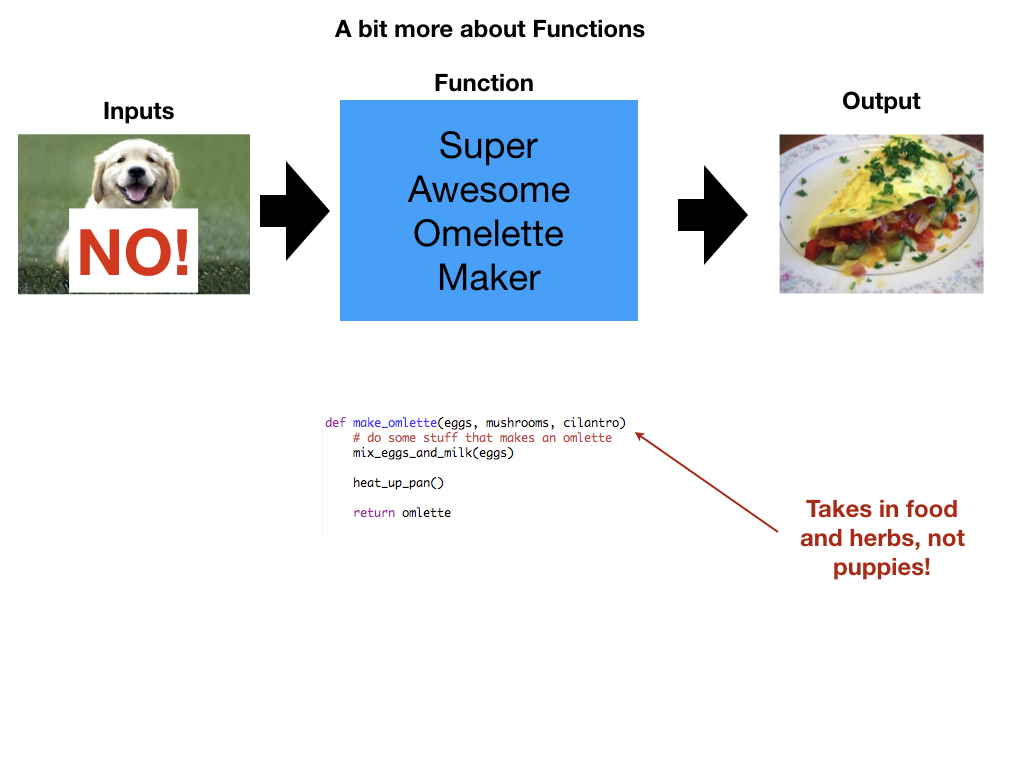 A bit more about Functions
Inputs
Function
Output
NO!
Super
Awesome
Omelette
Maker
def make_omlette(eggs, mushrooms, cilantro)
# do some stuff that makes an omlette
mix_eggs_and_milk(eggs)
heat_up_pan()
return omlette
Takes in food
and herbs, not
puppies!